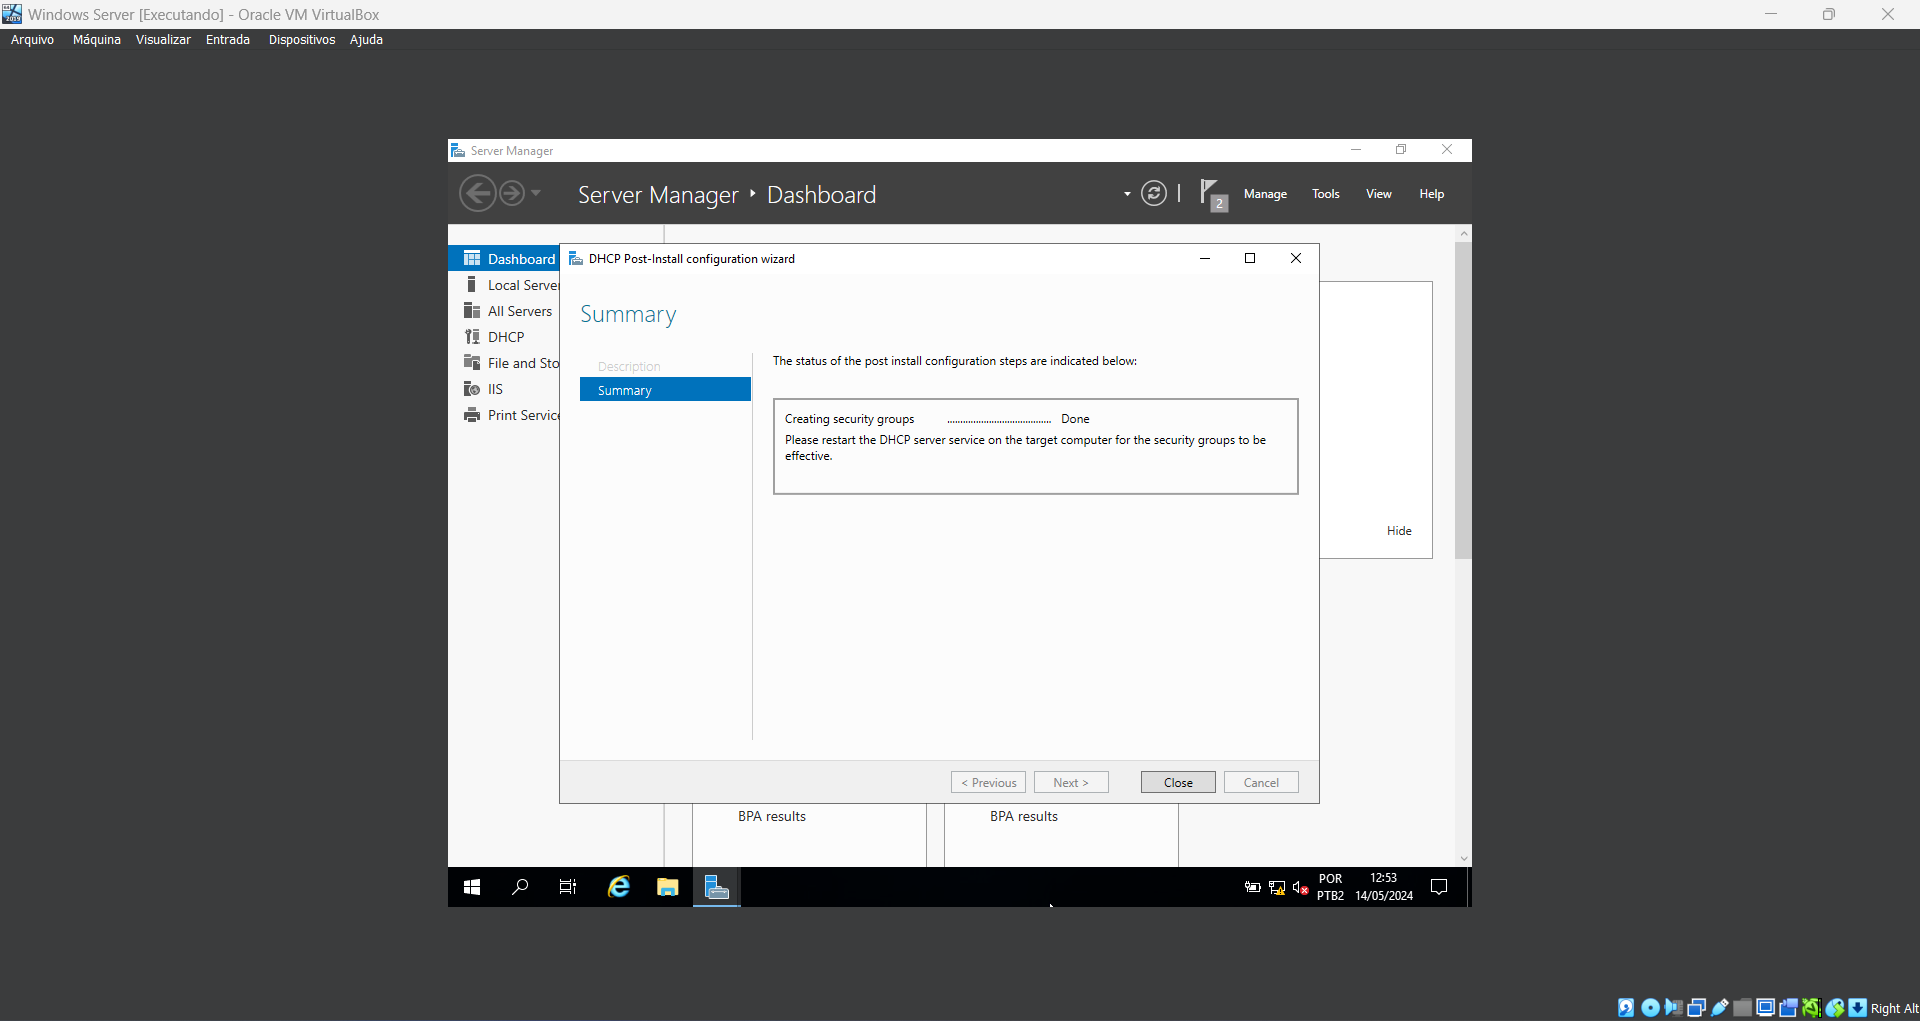 Windows Server [Executando] - Oracle VM VirtualBox
Arquivo Máquina Visualizar Entrada Dispositivos Ajuda
Server Manager
Server Manager Dashboard
2
Manage Tools View Help
Dashboard
Local Server
All Servers
DHCP
File and Sto
IIS
Print Service
DHCP Post-Install configuration wizard
Summary
Description
Summary
The status of the post install configuration steps are indicated below:
Creating security groups ........................................ Done
Please restart the DHCP server service on the target computer for the security groups to be
effective.
Hide
< Previous Next > Close Cancel
BPA results BPA results
POR 12:53
PTB2 14/05/2024
Right Alt